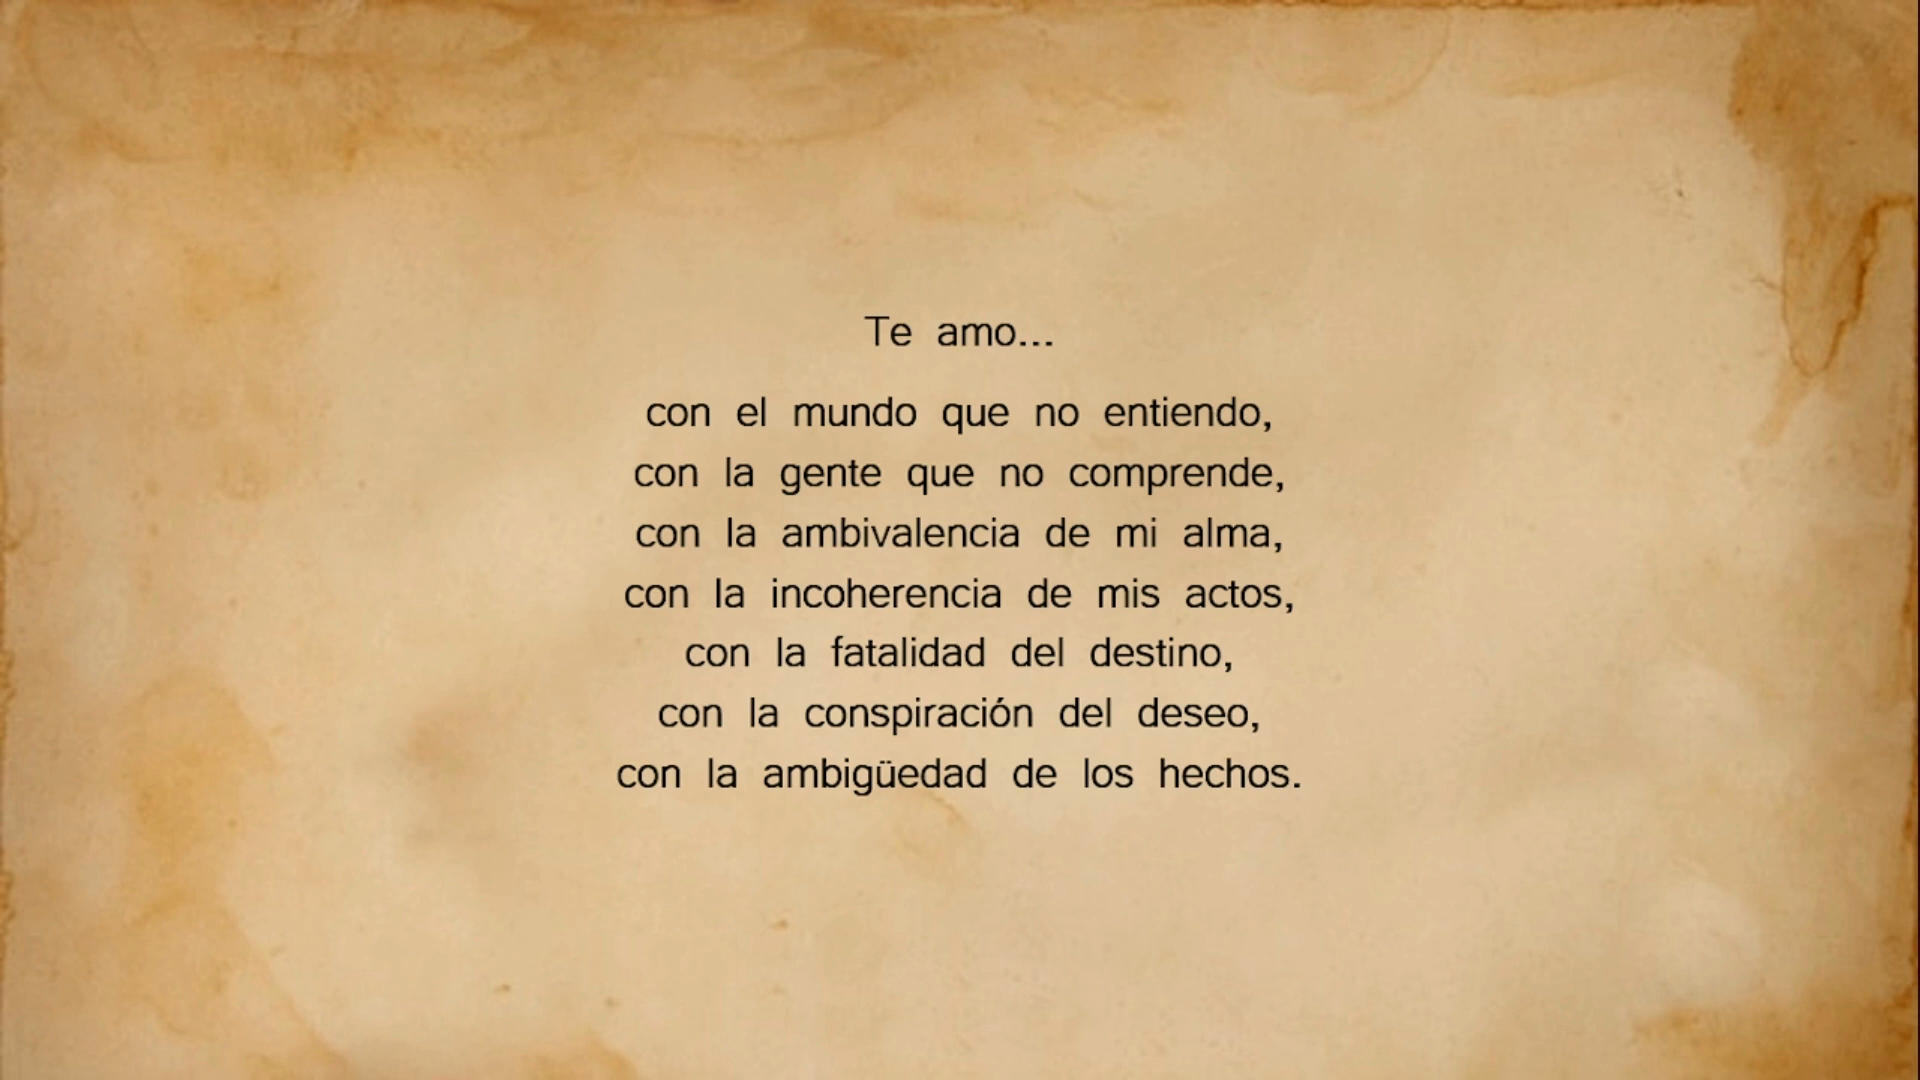 Te amo...
con el mundo que no entiendo,
con la gente que no comprende,
con la ambivalencia de mi alma,
con la incoherencia de mis actos,
con la fatalidad del destino,
con la conspiración del deseo,
con la ambigüedad de los hechos.